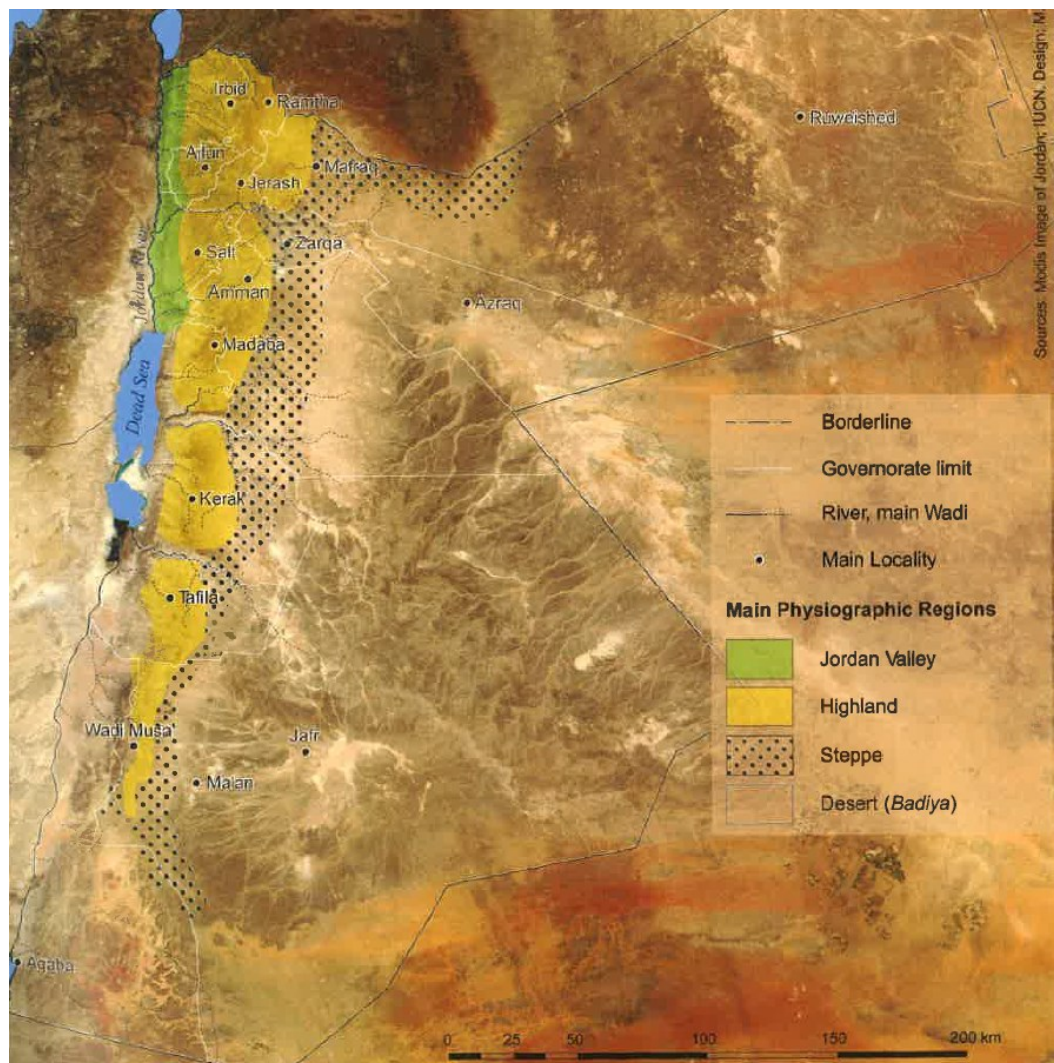 Irbid
Ramtha
Ruweished
Ajlun
Mafraq
Jerash
Jordan River
Salt
Zarqa
Amman
Azraq
Madaba
Dead Sea
Kerak
Tafila
Wadi Musa
Jafr
Ma'an
Aqaba
Sources: Modis Image of Jordan; IUCN. Design: M.
Borderline
Governorate limit
River, main Wadi
Main Locality
Main Physiographic Regions
Jordan Valley
Highland
Steppe
Desert (Badiya)
0 25 50 100 150 200 km